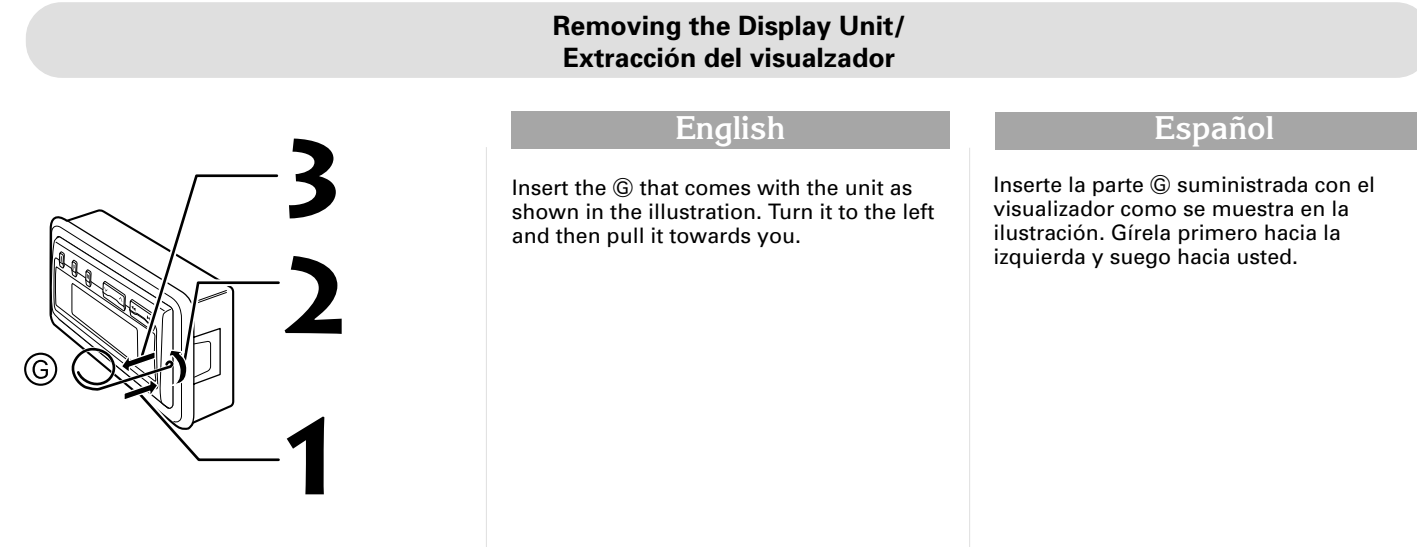 Removing the Display Unit/
Extracción del visualzador
3
2
Ⓖ
1
English
Insert the Ⓖ that comes with the unit as
shown in the illustration. Turn it to the left
and then pull it towards you.
Español
Inserte la parte Ⓖ suministrada con el
visualizador como se muestra en la
ilustración. Gírela primero hacia la
izquierda y suego hacia usted.